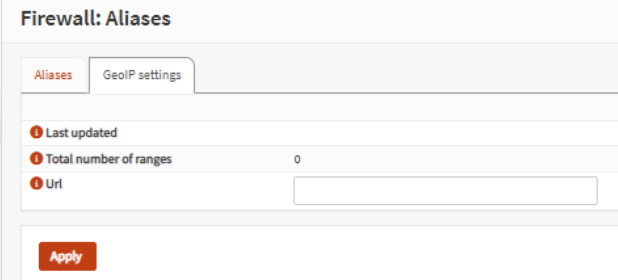 Firewall: Aliases
Aliases
GeoIP settings
Last updated
Total number of ranges
0
Url
Apply